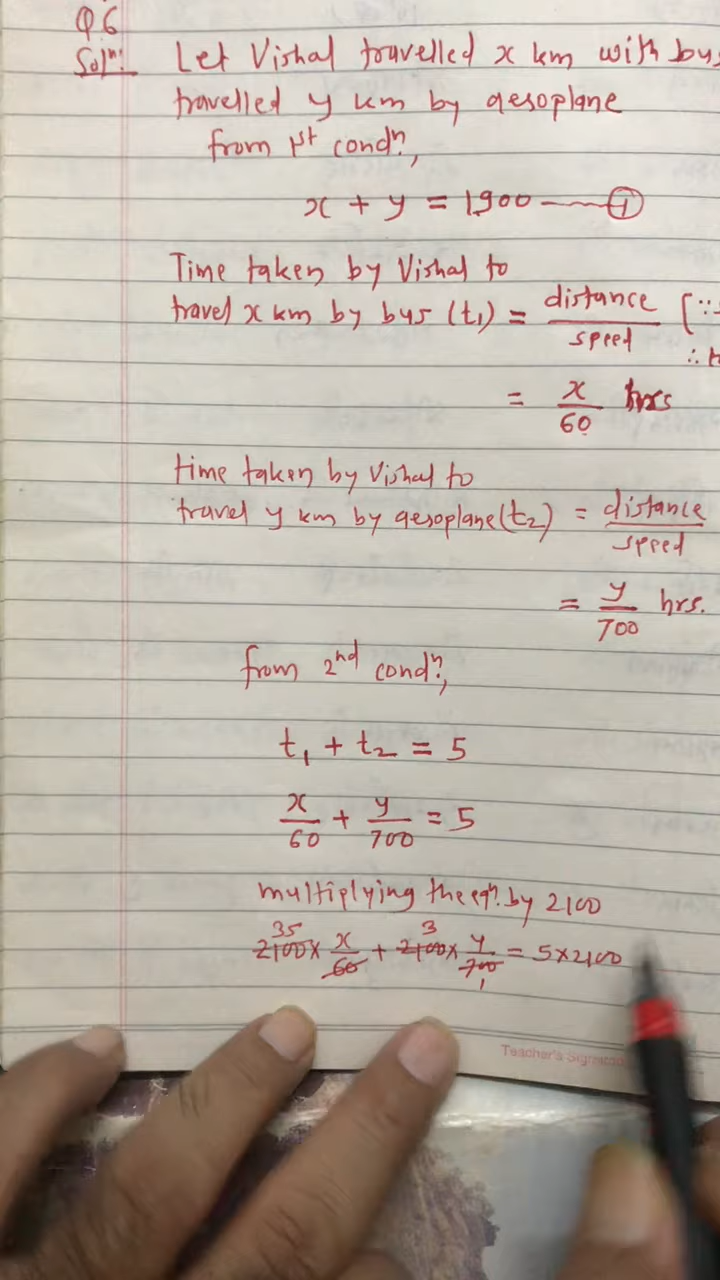 Q 6
Solⁿ: Let Vishal travelled x km with bus
travelled y km by aeroplane
from 1st condⁿ,
x + y = 1900 — ①
Time taken by Vishal to
travel x km by bus (t₁) = distance/speed [∵
∴ t
= x/60 hrs
time taken by Vishal to
travel y km by aeroplane (t₂) = distance/speed
= y/700 hrs.
from 2nd condⁿ,
t₁ + t₂ = 5
x/60 + y/700 = 5
multiplying the eqⁿ. by 2100
35 3
2100 × x/60 + 2100 × y/700 = 5×2100
1
Teacher's Signature